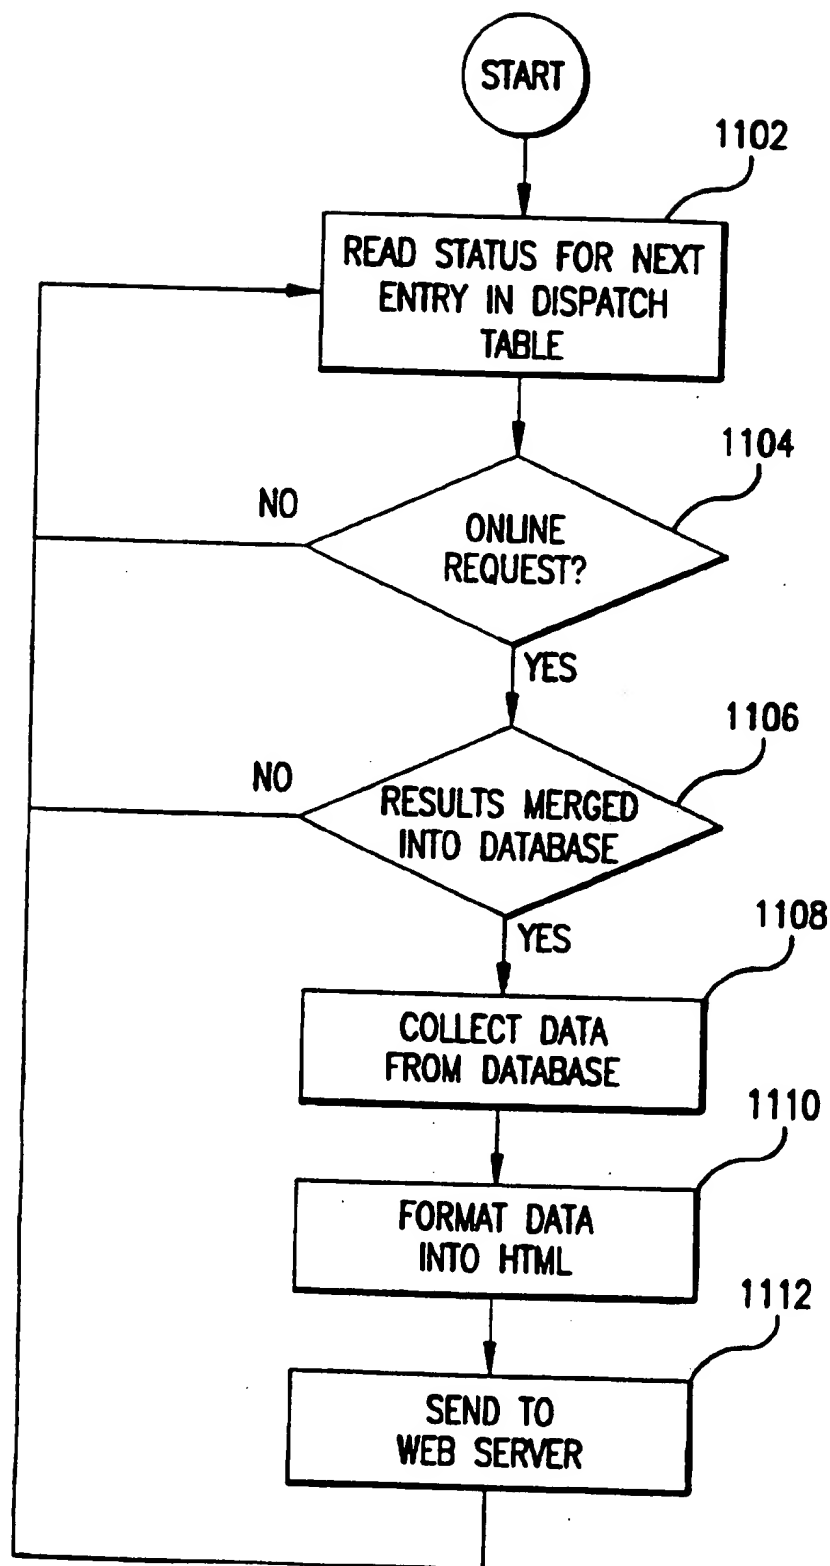 START
1102
READ STATUS FOR NEXT
ENTRY IN DISPATCH
TABLE
1104
NO
ONLINE
REQUEST?
YES
1106
NO
RESULTS MERGED
INTO DATABASE
YES
1108
COLLECT DATA
FROM DATABASE
1110
FORMAT DATA
INTO HTML
1112
SEND TO
WEB SERVER